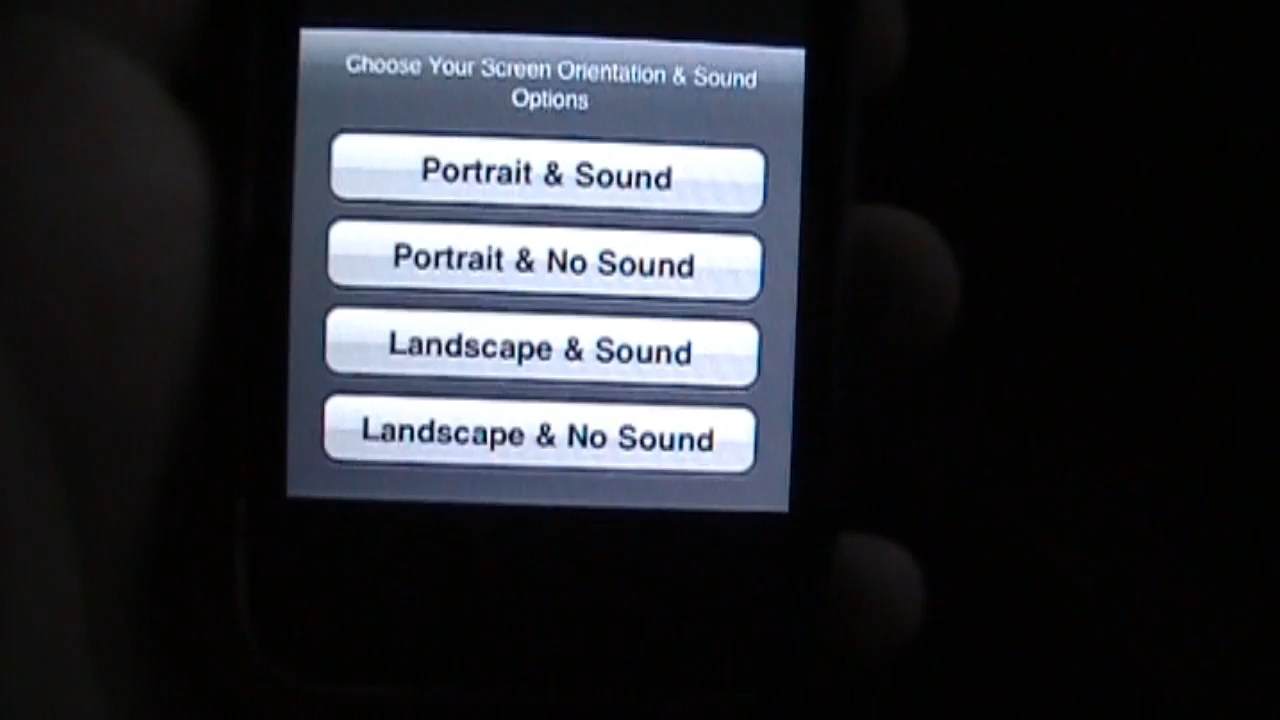 Choose Your Screen Orientation & Sound
Options
Portrait & Sound
Portrait & No Sound
Landscape & Sound
Landscape & No Sound